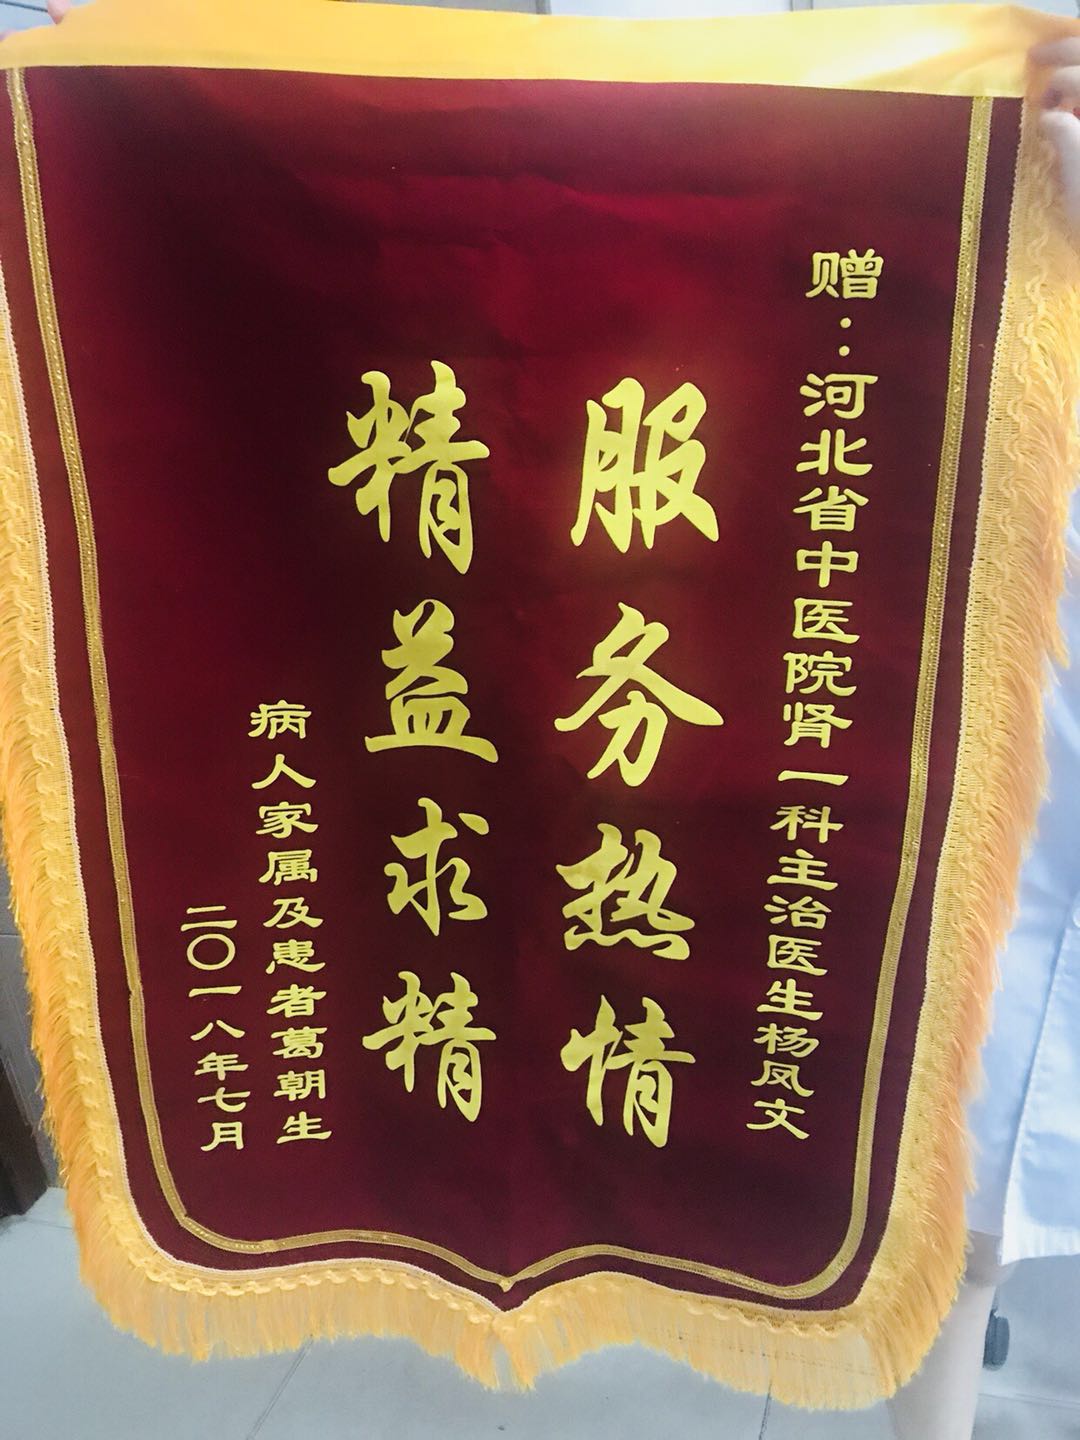 赠：河北省中医院肾一科主治医生杨凤文
服务热情
精益求精
病人家属及患者葛朝生
二〇一八年七月